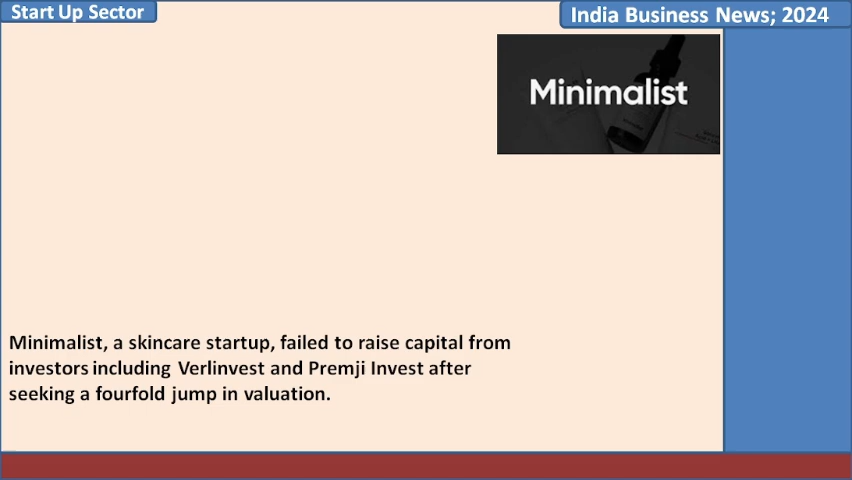 Start Up Sector
India Business News; 2024
Minimalist
Minimalist, a skincare startup, failed to raise capital from
investors including Verlinvest and Premji Invest after
seeking a fourfold jump in valuation.